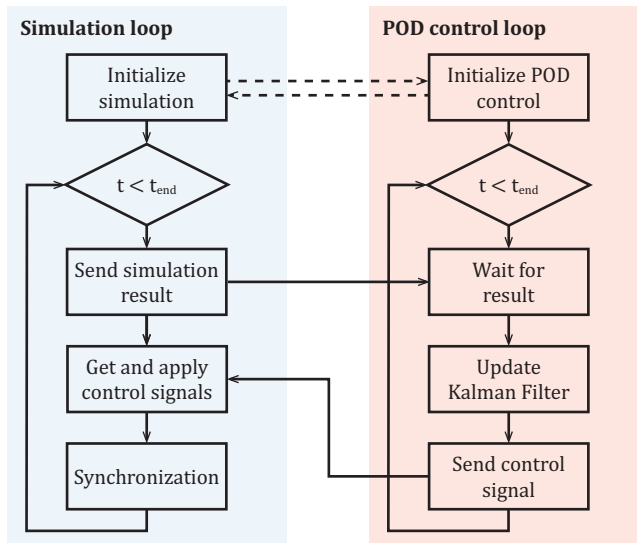 Simulation loop
Initialize
simulation
t < tend
Send simulation
result
Get and apply
control signals
Synchronization
POD control loop
Initialize POD
control
t < tend
Wait for
result
Update
Kalman Filter
Send control
signal